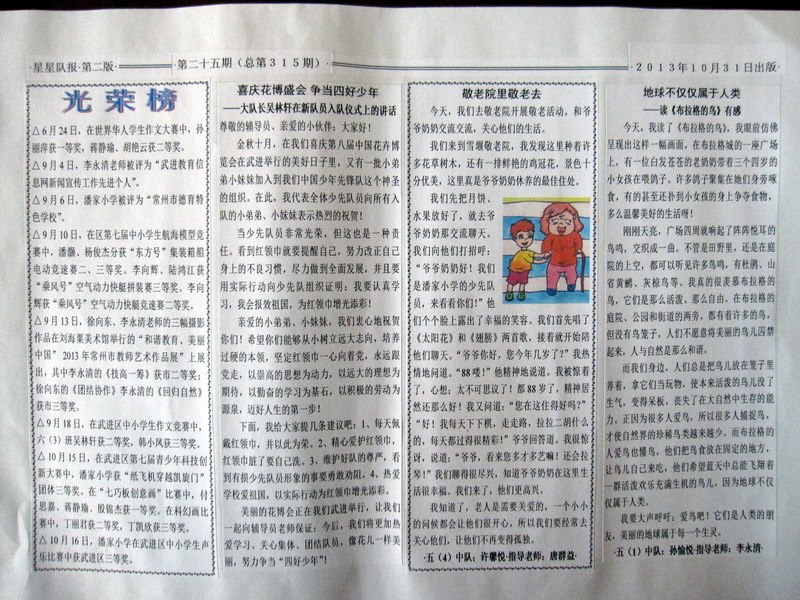 星星队报·第二版
第二十五期（总第315期）
2013年10月31日出版
光荣榜
△6月24日，在世界华人学生作文大赛中，孙
丽萍获一等奖，蒋静瑜、胡艳云获二等奖。
△9月4日，李永清老师被评为“武进教育信
息网新闻宣传工作先进个人”。
△9月6日，潘家小学被评为“常州市德育特
色学校”。
△9月10日，在区第七届中小学生航海模型竞
赛中，潘灏、杨俊杰分获“东方号”集装箱船
电动竞速赛二、三等奖，李向辉、陆鸿江获
“乘风号”空气动力快艇拼装赛三等奖，李向
辉获“乘风号”空气动力快艇竞速赛二等奖。
△9月13日，徐向东、李永清老师的三幅摄影
作品在刘海粟美术馆举行的“和谐教育、美丽
中国”2013年常州市教师艺术作品展”上展
出，其中李永清的《技高一筹》获市二等奖；
徐向东的《团结协作》李永清的《回归自然》
获市三等奖。
△9月18日，在武进区中小学生作文竞赛中，
六（3）班吴林轩获二等奖，韩小凤获三等奖。
△10月15日，在武进区第七届青少年科技创
新大赛中，潘家小学获“纸飞机穿越凯旋门”
团体三等奖。在“七巧板创意画”比赛中，付
思嘉、蒋静瑜、殷锦杰获一等奖。在科幻画比
赛中，丁丽君获二等奖，丁凯欣获三等奖。
△10月16日，潘家小学在武进区中小学生声
乐比赛中获武进区三等奖。
喜庆花博盛会 争当四好少年
——大队长吴林轩在新队员入队仪式上的讲话
尊敬的辅导员、亲爱的小伙伴：大家好！
金秋十月，在我们喜庆第八届中国花卉博
览会在武进举行的美好日子里，又有一批小弟
弟小妹妹加入到我们中国少年先锋队这个神圣
的组织。在此，我代表全体少先队员向所有入
队的小弟弟、小妹妹表示热烈的祝贺！
当少先队员非常光荣，但这也是一种责
任。看到红领巾就要提醒自己，努力改正自己
身上的不良习惯，尽力做到全面发展，并且要
用实际行动向少先队组织证明：我要认真学
习，我会报效祖国，为红领巾增光添彩！
亲爱的小弟弟、小妹妹，我们衷心地祝贺
你们！希望你们能够从小树立远大志向，培养
过硬的本领，坚定红领巾一心向着党，永远跟
党走，以崇高的思想为动力，以远大的理想为
期待，以勤奋的学习为基石，以积极的劳动为
源泉，迈好人生的第一步！
下面，我给大家提几条建议吧：1、每天佩
戴红领巾，并以此为荣。2、精心爱护红领巾，
红领巾脏了要自己洗。3、维护好队的尊严，看
到有损少先队员形象的事要勇敢劝阻。4、热爱
学校爱祖国，以实际行动为红领巾增光添彩。
美丽的花博会正在我们武进举行，让我们
一起向辅导员老师保证：今后，我们将更加热
爱学习、关心集体、团结队员，像花儿一样美
丽，努力争当“四好少年”！
敬老院里敬老去
今天，我们去敬老院开展敬老活动，和爷
爷奶奶交流交流，关心他们的生活。
我们来到雪堰敬老院，我发现这里种着许
多花草树木，还有一排鲜艳的鸡冠花，景色十
分优美，这里真是爷爷奶奶休养的最佳住处。
我们先把月饼、
水果放好了，就去爷
爷奶奶那交流聊天。
我们向他们打招呼：
“爷爷奶奶好！我们
是潘家小学的少先队
员，来看看你们！”他
们个个脸上露出了幸福的笑容，我们首先唱了
《太阳花》和《翅膀》两首歌，接着就开始陪
他们聊天，“爷爷你好，您今年几岁了？”我热
情地问道。“88喽！”他精神地说道。我被惊着
了，心想：太不可思议了！都88岁了，精神居
然还那么好！我又问道：“您在这住得好吗？”
“好！我每天下下棋，走走路，拉拉二胡什么
的，每天都过得很精彩！”爷爷回答道。我很惊
讶，说道：“爷爷，看来您多才多艺嘛！还会拉
琴！”我们聊得很尽兴，知道爷爷奶奶在这里生
活很幸福。我们来了，他们更高兴。
我知道了，老人是需要关爱的，一个小小
的问候都会让他们很开心，所以我们要经常去
关心他们，让他们不再变得孤独。
·五（4）中队：许馨悦·指导老师：唐群益·
地球不仅仅属于人类
——读《布拉格的鸟》有感
今天，我读了《布拉格的鸟》，我眼前仿佛
呈现出这样一幅画面，在布拉格城的一座广场
上，有一位白发苍苍的老奶奶带着三个四岁的
小女孩在喂鸽子。许多鸽子聚集在她们身旁啄
食，有的甚至还扑到小女孩的身上争夺食物，
多么温馨美好的生活呀！
刚刚天亮，广场四周就响起了阵阵悦耳的
鸟鸣，交织成一曲。不管是田野里，还是在庭
院的上空，都可以听见许多鸟鸣，有杜鹃、山
雀黄鹂、灰椋鸟等。我真的很羡慕布拉格的
鸟，它们是那么活泼、那么自由。在布拉格的
庭院、公园和街道的两旁，都有着许多的鸟，
但没有鸟笼子，人们不愿意将美丽的鸟儿囚禁
起来，人与自然是那么和谐。
而我们身边，人们总是把鸟儿放在笼子里
养着，拿它们当玩物，使本来活泼的鸟儿没了
生气，变得呆板，丧失了在大自然中生存的能
力。正因为很多人爱鸟，所以很多人捕捉鸟，
才使自然界的珍稀鸟类越来越少。而布拉格的
人爱鸟也懂鸟，他们把鸟食放在固定的地方，
让鸟儿自己来吃，他们希望蓝天中总能飞翔着
一群活泼欢乐充满生机的鸟儿，因为地球不仅
仅属于人类。
我要大声呼吁：爱鸟吧！它们是人类的朋
友，美丽的地球属于每一个生灵。
·五（1）中队：孙愉悦·指导老师：李永清·